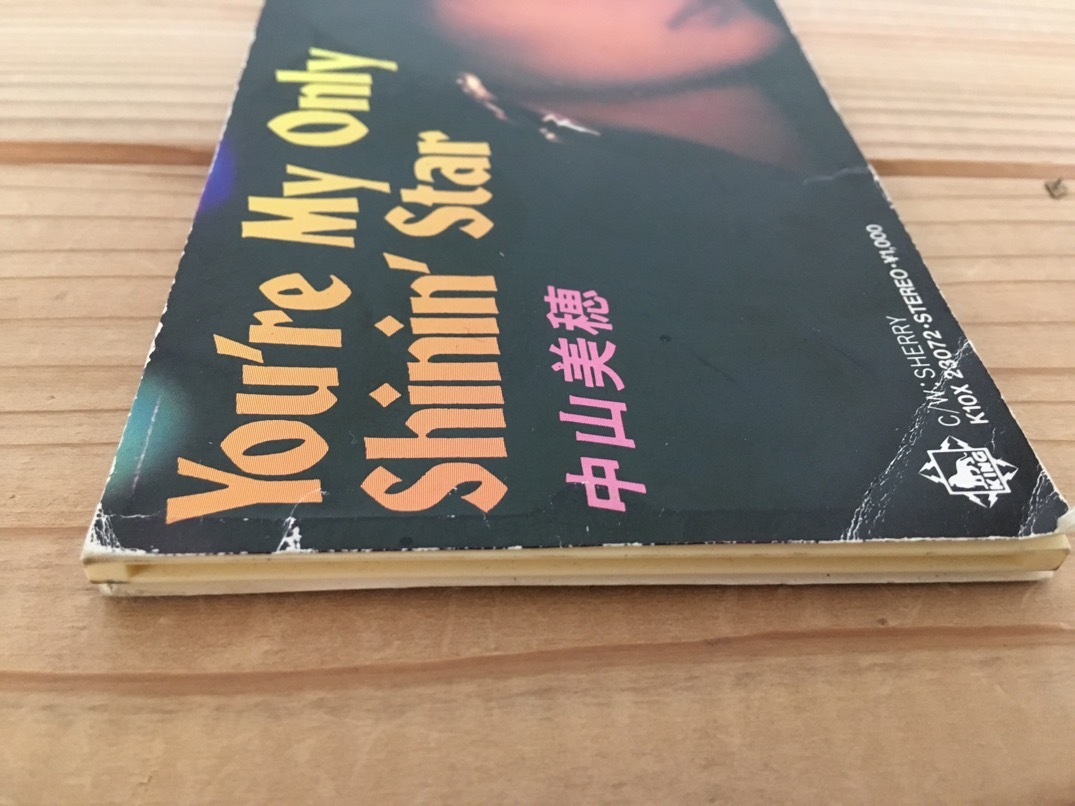 You're My Only
Shinin' Star
中山美穂
C/W: SHERRY
K10X 23072・STEREO・¥1,000
KING